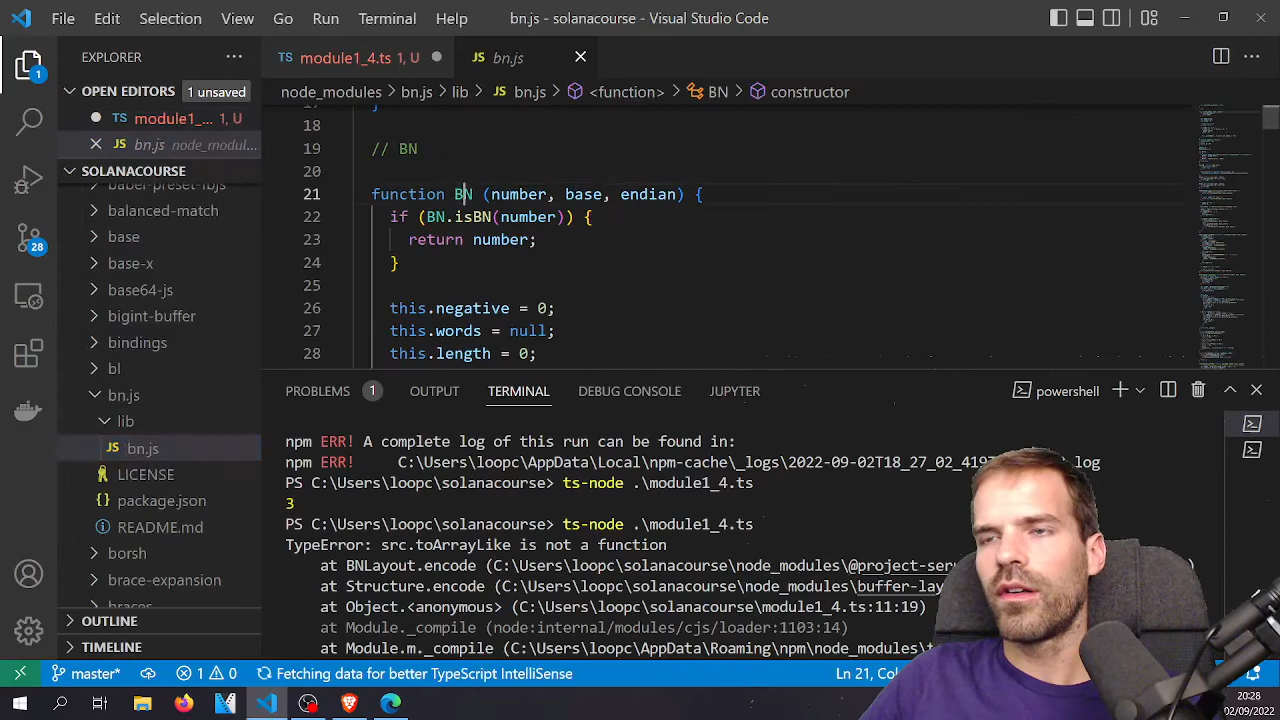 File Edit Selection View Go Run Terminal Help bn.js - solanacourse - Visual Studio Code
EXPLORER
TS module1_4.ts 1, U
JS bn.js
OPEN EDITORS 1 unsaved
TS module1_... 1, U
JS bn.js node_modul...
node_modules > bn.js > lib > JS bn.js > <function> > BN > constructor
SOLANACOURSE
babel-preset-fbjs
balanced-match
base
base-x
base64-js
bigint-buffer
bindings
bl
bn.js
lib
JS bn.js
LICENSE
package.json
README.md
borsh
brace-expansion
braces
OUTLINE
TIMELINE
1
28
17 }
18
19 // BN
20
21 function BN (number, base, endian) {
22 if (BN.isBN(number)) {
23 return number;
24 }
25
26 this.negative = 0;
27 this.words = null;
28 this.length = 0;
PROBLEMS 1 OUTPUT TERMINAL DEBUG CONSOLE JUPYTER powershell
npm ERR! A complete log of this run can be found in:
npm ERR! C:\Users\loopc\AppData\Local\npm-cache\_logs\2022-09-02T18_27_02_419 log
PS C:\Users\loopc\solanacourse> ts-node .\module1_4.ts
3
PS C:\Users\loopc\solanacourse> ts-node .\module1_4.ts
TypeError: src.toArrayLike is not a function
at BNLayout.encode (C:\Users\loopc\solanacourse\node_modules\@project-ser
at Structure.encode (C:\Users\loopc\solanacourse\node_modules\buffer-lay
at Object.<anonymous> (C:\Users\loopc\solanacourse\module1_4.ts:11:19)
at Module._compile (node:internal/modules/cjs/loader:1103:14)
at Module.m._compile (C:\Users\loopc\AppData\Roaming\npm\node_modules\t
master* 1 0 Fetching data for better TypeScript IntelliSense Ln 21,
20:28
02/09/2022